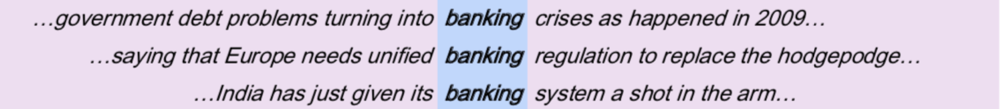 …government debt problems turning into banking crises as happened in 2009…
…saying that Europe needs unified banking regulation to replace the hodgepodge…
…India has just given its banking system a shot in the arm…